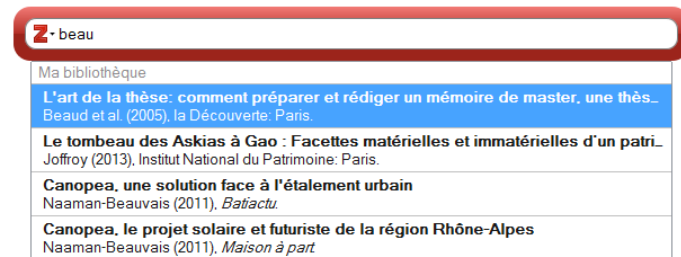 Z beau
Ma bibliothèque
L'art de la thèse: comment préparer et rédiger un mémoire de master, une thès…
Beaud et al. (2005), la Découverte: Paris.
Le tombeau des Askias à Gao : Facettes matérielles et immatérielles d'un patri…
Joffroy (2013), Institut National du Patrimoine: Paris.
Canopea, une solution face à l'étalement urbain
Naaman-Beauvais (2011), Batiactu.
Canopea, le projet solaire et futuriste de la région Rhône-Alpes
Naaman-Beauvais (2011), Maison à part.